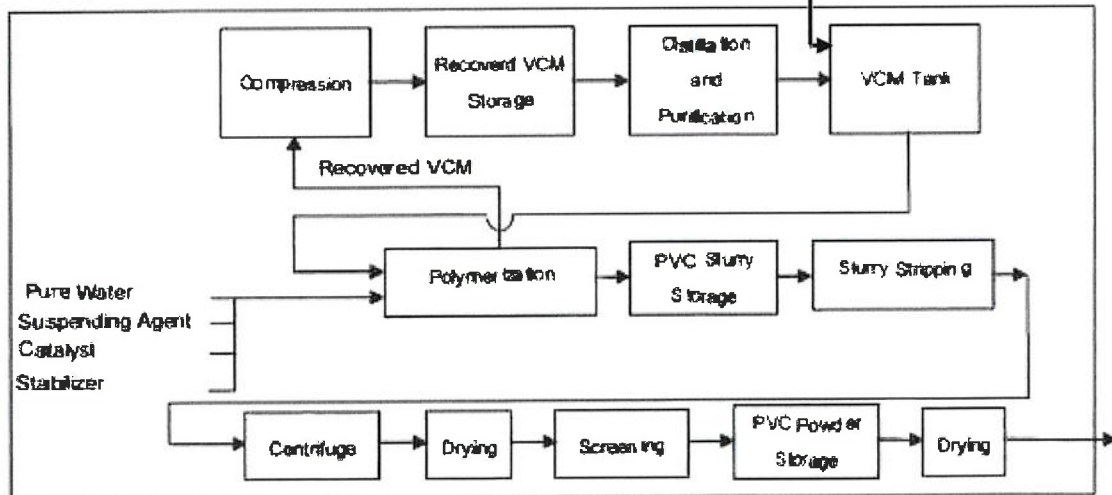 Compression
Recoverd VCM
Storage
Distillation
and
Purification
VCM Tank
Recovered VCM
Polymerization
PVC Slurry
Storage
Slurry Stripping
Pure Water
Suspending Agent
Catalyst
Stabilizer
Centrifuge
Drying
Screening
PVC Powder
Storage
Drying